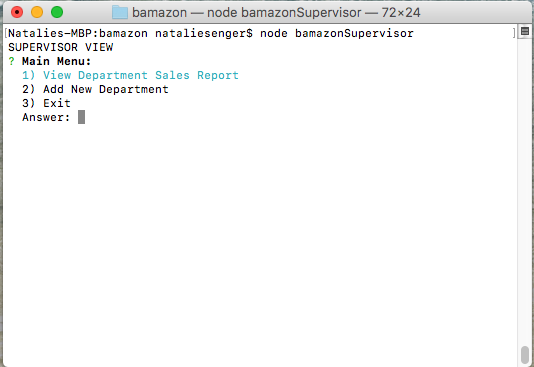 bamazon — node bamazonSupervisor — 72×24
[Natalies-MBP:bamazon nataliesenger$ node bamazonSupervisor ]
SUPERVISOR VIEW
? Main Menu:
1) View Department Sales Report
2) Add New Department
3) Exit
Answer: